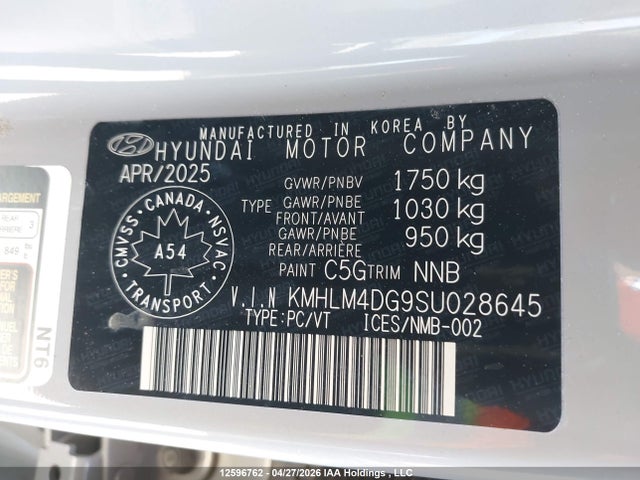 MANUFACTURED IN KOREA BY
HYUNDAI MOTOR COMPANY
APR/2025
GVWR/PNBV 1750 kg
TYPE GAWR/PNBE FRONT/AVANT 1030 kg
GAWR/PNBE REAR/ARRIÈRE 950 kg
PAINT C5G TRIM NNB
CMVSS · CANADA · NSVAC
A54
TRANSPORT
V.I.N KMHLM4DG9SU028645
TYPE:PC/VT ICES/NMB-002
NT6
REAR
849
12596762 - 04/27/2026 IAA Holdings , LLC